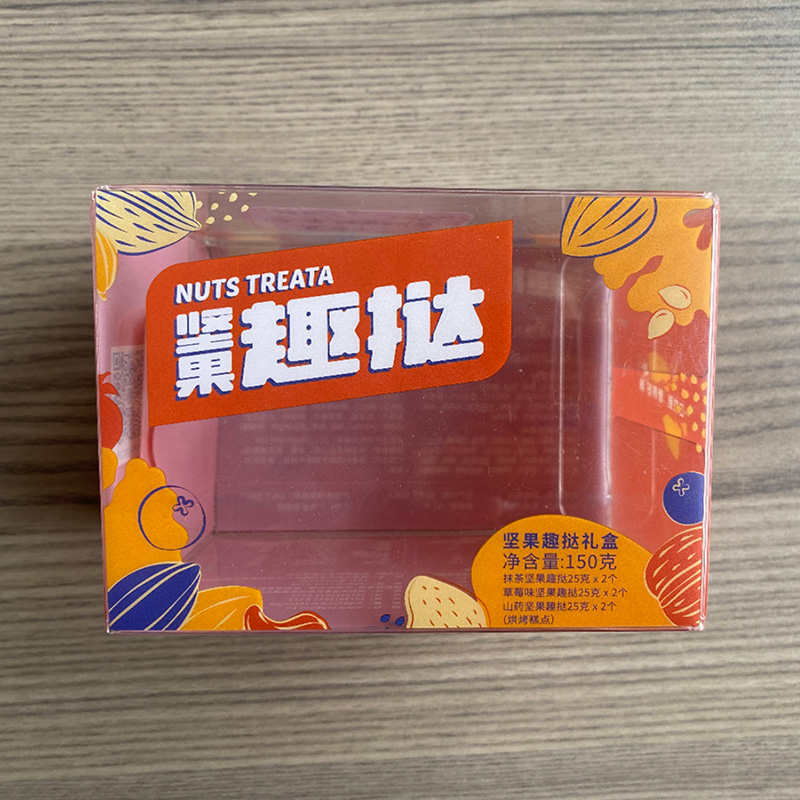 NUTS TREATA
坚果趣挞
坚果趣挞礼盒
净含量:150克
抹茶坚果趣挞25克 x 2个
草莓味坚果趣挞25克 x 2个
山药坚果趣挞25克 x 2个
(烘烤糕点)